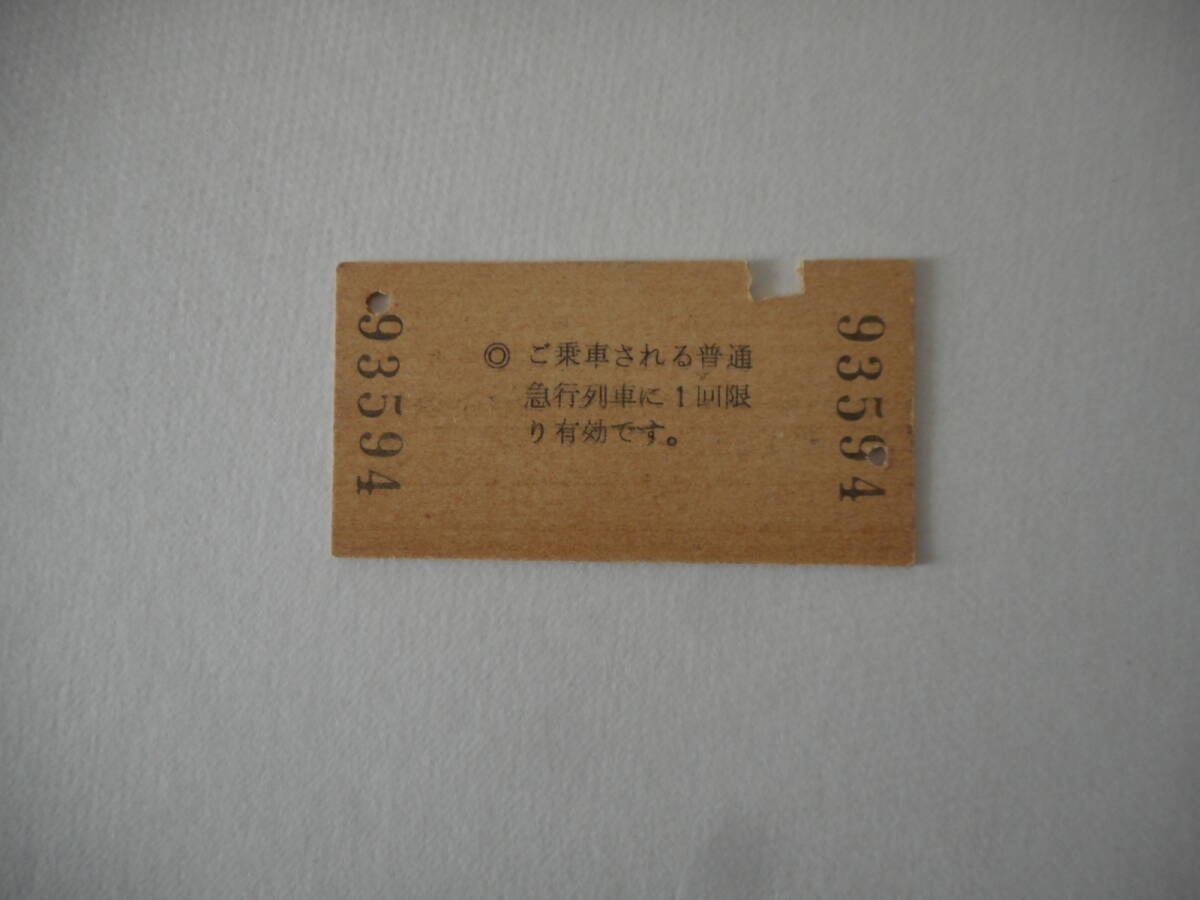 93594
◎ ご乗車される普通
急行列車に1回限
り有効です。
93594